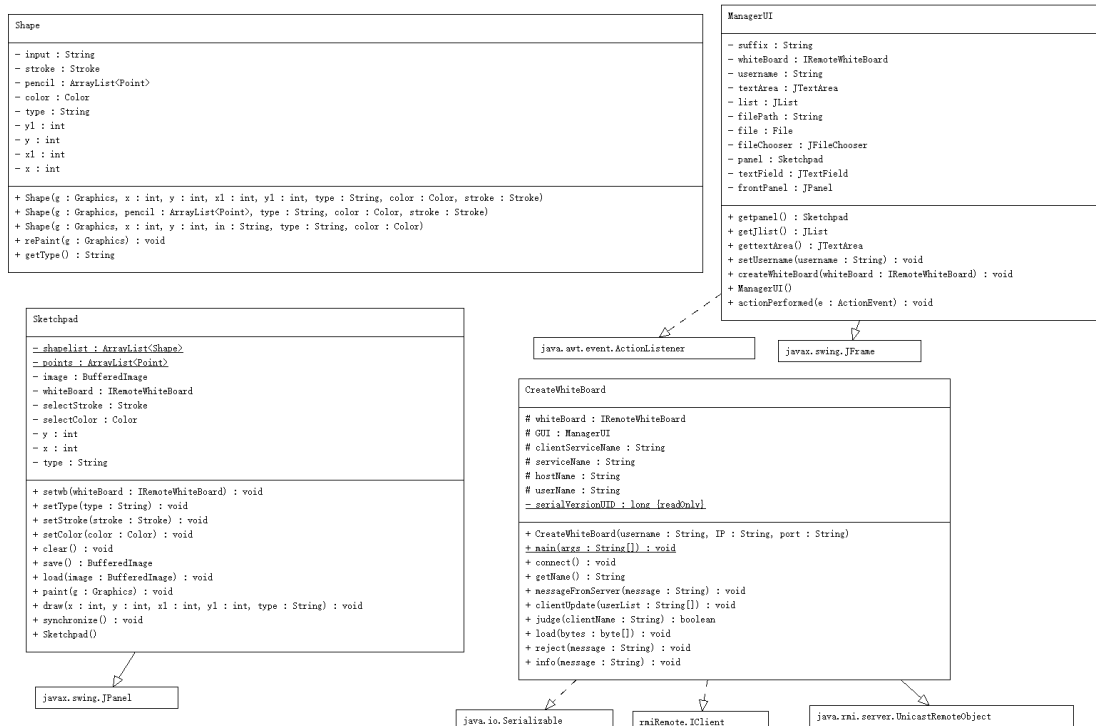 Shape
- input : String
- stroke : Stroke
- pencil : ArrayList<Point>
- color : Color
- type : String
- y1 : int
- y : int
- x1 : int
- x : int
+ Shape(g : Graphics, x : int, y : int, x1 : int, y1 : int, type : String, color : Color, stroke : Stroke)
+ Shape(g : Graphics, pencil : ArrayList<Point>, type : String, color : Color, stroke : Stroke)
+ Shape(g : Graphics, x : int, y : int, in : String, type : String, color : Color)
+ rePaint(g : Graphics) : void
+ getType() : String
ManagerUI
- suffix : String
- whiteBoard : IRemoteWhiteBoard
- username : String
- textArea : JTextArea
- list : JList
- filePath : String
- file : File
- fileChooser : JFileChooser
- panel : Sketchpad
- textField : JTextField
- frontPanel : JPanel
+ getpanel() : Sketchpad
+ getJlist() : JList
+ gettextArea() : JTextArea
+ setUsername(username : String) : void
+ createWhiteBoard(whiteBoard : IRemoteWhiteBoard) : void
+ ManagerUI()
+ actionPerformed(e : ActionEvent) : void
java.awt.event.ActionListener
javax.swing.JFrame
Sketchpad
- shapelist : ArrayList<Shape>
- points : ArrayList<Point>
- image : BufferedImage
- whiteBoard : IRemoteWhiteBoard
- selectStroke : Stroke
- selectColor : Color
- y : int
- x : int
- type : String
+ setwb(whiteBoard : IRemoteWhiteBoard) : void
+ setType(type : String) : void
+ setStroke(stroke : Stroke) : void
+ setColor(color : Color) : void
+ clear() : void
+ save() : BufferedImage
+ load(image : BufferedImage) : void
+ paint(g : Graphics) : void
+ draw(x : int, y : int, x1 : int, y1 : int, type : String) : void
+ synchronize() : void
+ Sketchpad()
javax.swing.JPanel
CreateWhiteBoard
# whiteBoard : IRemoteWhiteBoard
# GUI : ManagerUI
# clientServiceName : String
# serviceName : String
# hostName : String
# userName : String
- serialVersionUID : long {readOnly}
+ CreateWhiteBoard(username : String, IP : String, port : String)
+ main(args : String[]) : void
+ connect() : void
+ getName() : String
+ messageFromServer(message : String) : void
+ clientUpdate(userList : String[]) : void
+ judge(clientName : String) : boolean
+ load(bytes : byte[]) : void
+ reject(message : String) : void
+ info(message : String) : void
java.io.Serializable
rmiRemote.IClient
java.rmi.server.UnicastRemoteObject